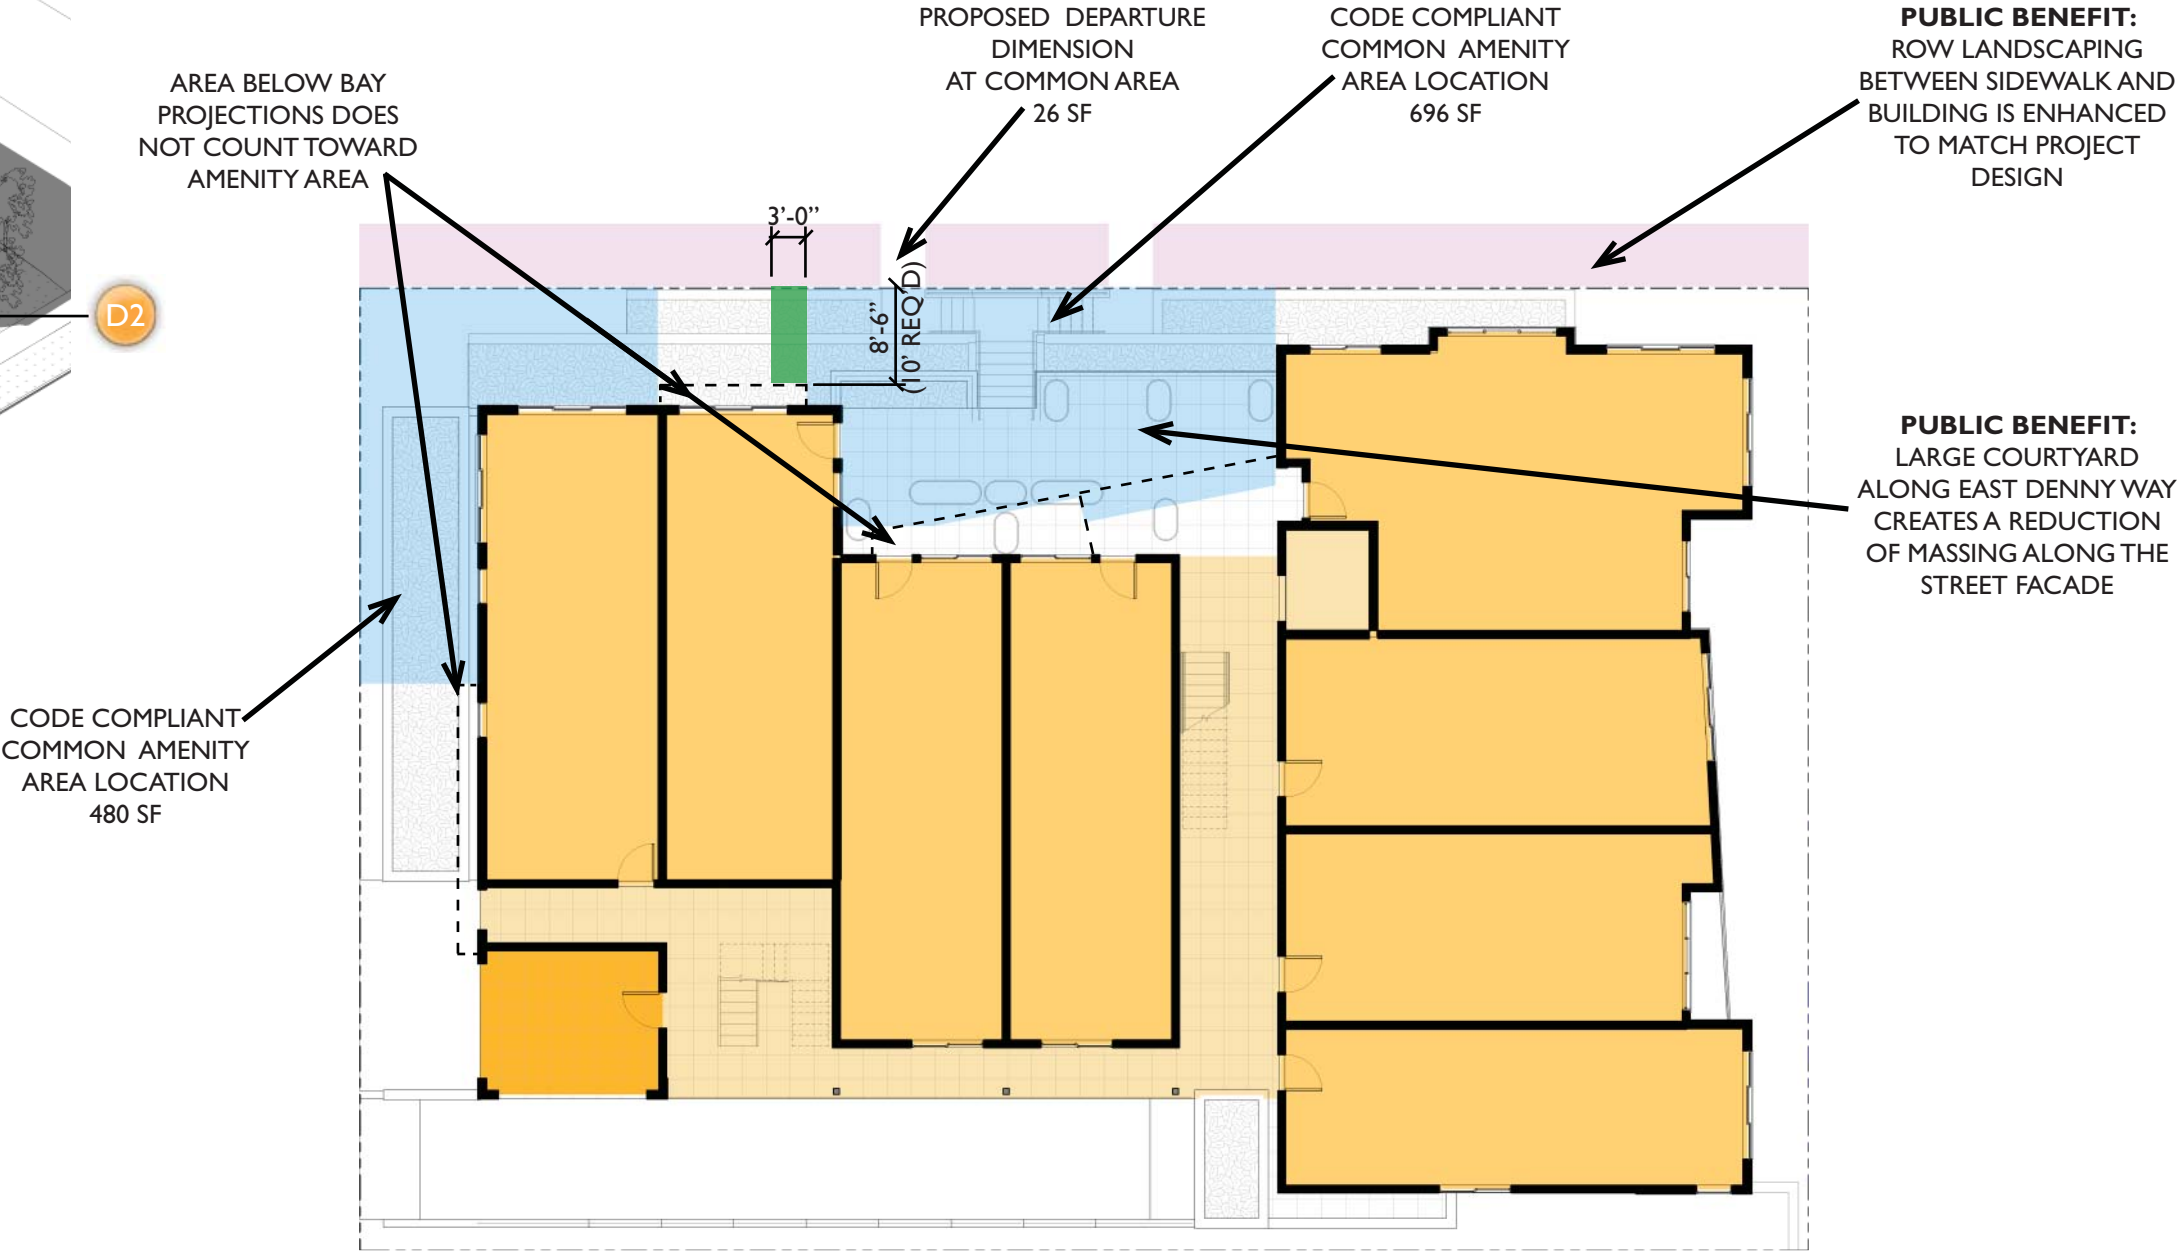 PROPOSED DEPARTURE
DIMENSION
AT COMMON AREA
26 SF
CODE COMPLIANT
COMMON AMENITY
AREA LOCATION
696 SF
PUBLIC BENEFIT:
ROW LANDSCAPING
BETWEEN SIDEWALK AND
BUILDING IS ENHANCED
TO MATCH PROJECT
DESIGN
AREA BELOW BAY
PROJECTIONS DOES
NOT COUNT TOWARD
AMENITY AREA
3'-0"
8'-6"
(10' REQ'D)
D2
PUBLIC BENEFIT:
LARGE COURTYARD
ALONG EAST DENNY WAY
CREATES A REDUCTION
OF MASSING ALONG THE
STREET FACADE
CODE COMPLIANT
COMMON AMENITY
AREA LOCATION
480 SF